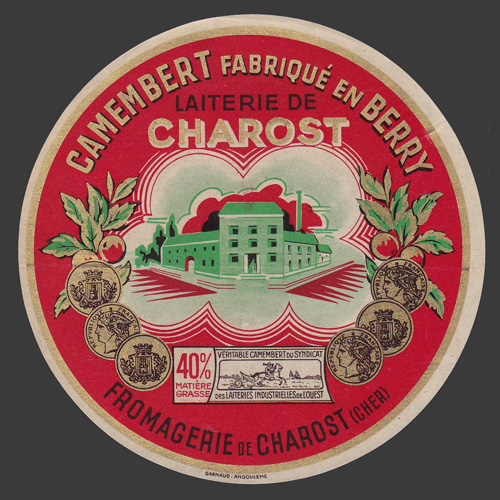 CAMEMBERT FABRIQUÉ EN BERRY
LAITERIE DE
CHAROST
40%
MATIÈRE
GRASSE
VÉRITABLE CAMEMBERT DU SYNDICAT
DES LAITERIES INDUSTRIELLES DE L'OUEST
FROMAGERIE DE CHAROST (CHER)
GARNAUD - ANGOULEME